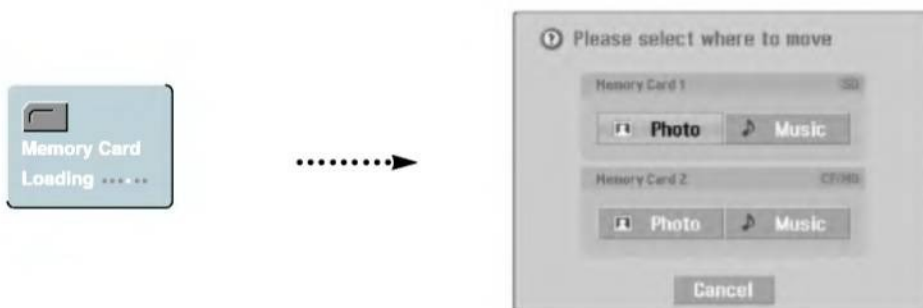 Memory Card
Loading ......
Please select where to move
Memory Card 1 SD
Photo Music
Memory Card 2 CF/MD
Photo Music
Cancel